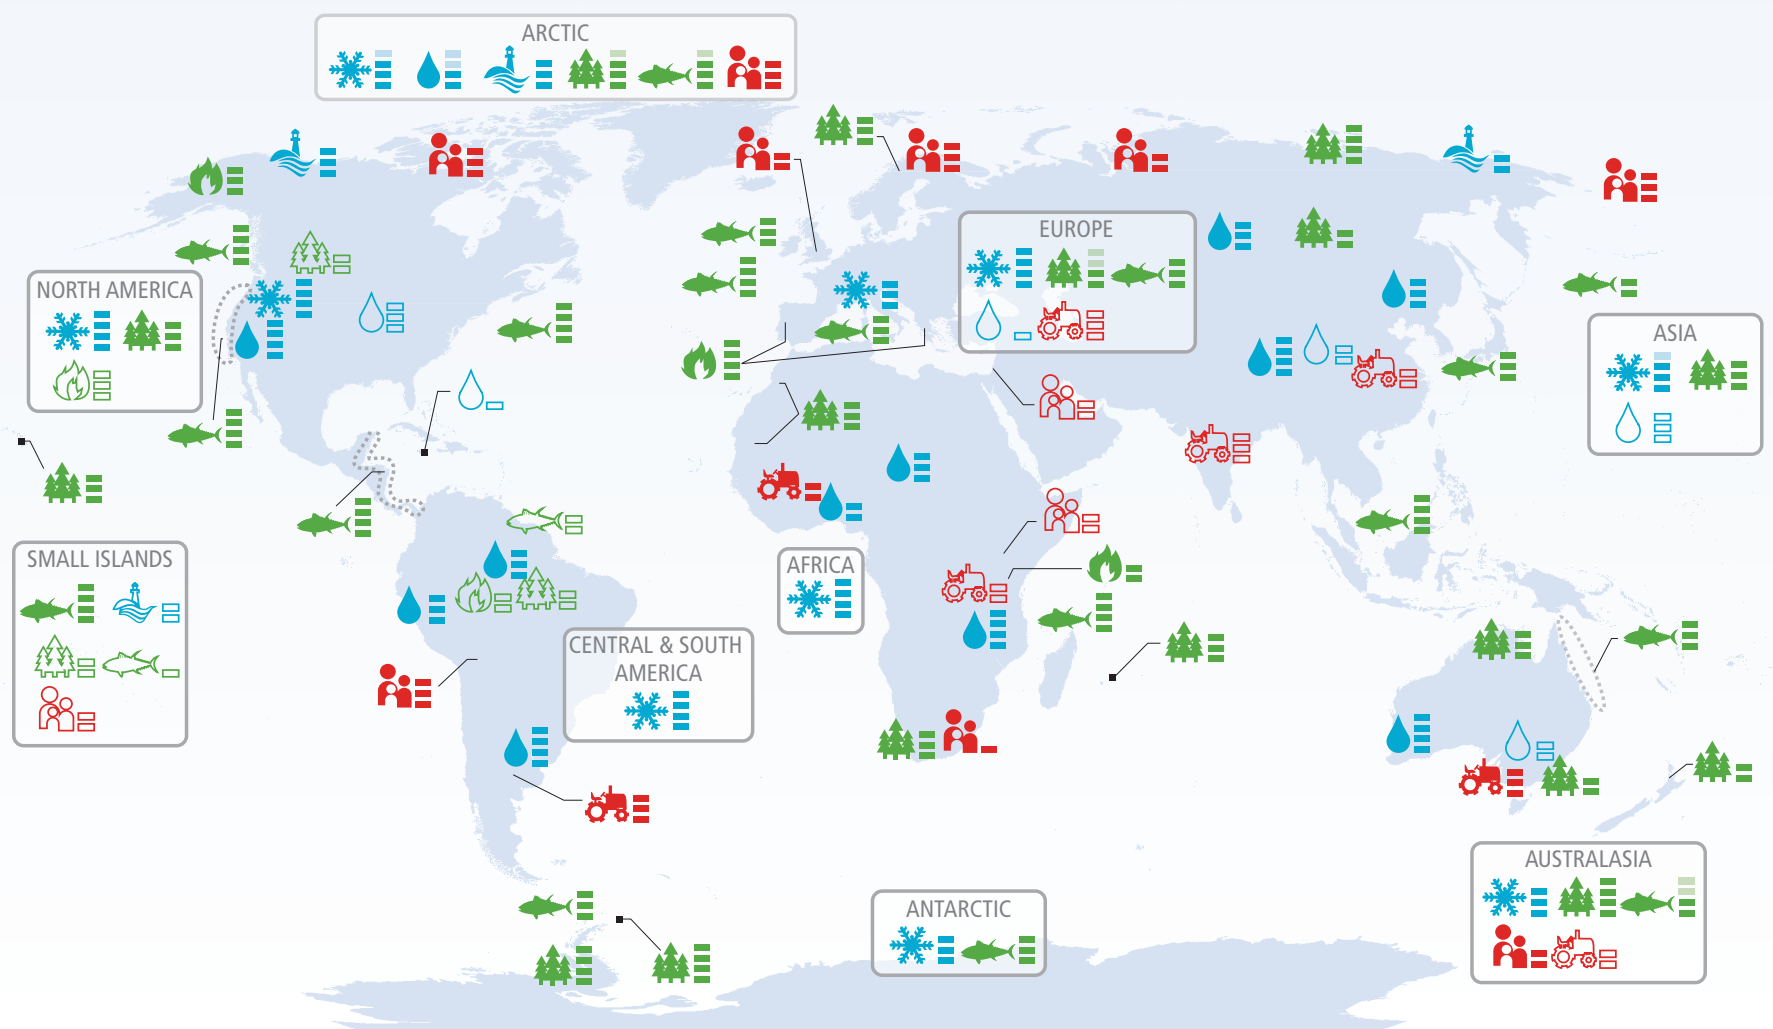 ARCTIC
EUROPE
NORTH AMERICA
ASIA
SMALL ISLANDS
AFRICA
CENTRAL & SOUTH
AMERICA
AUSTRALASIA
ANTARCTIC